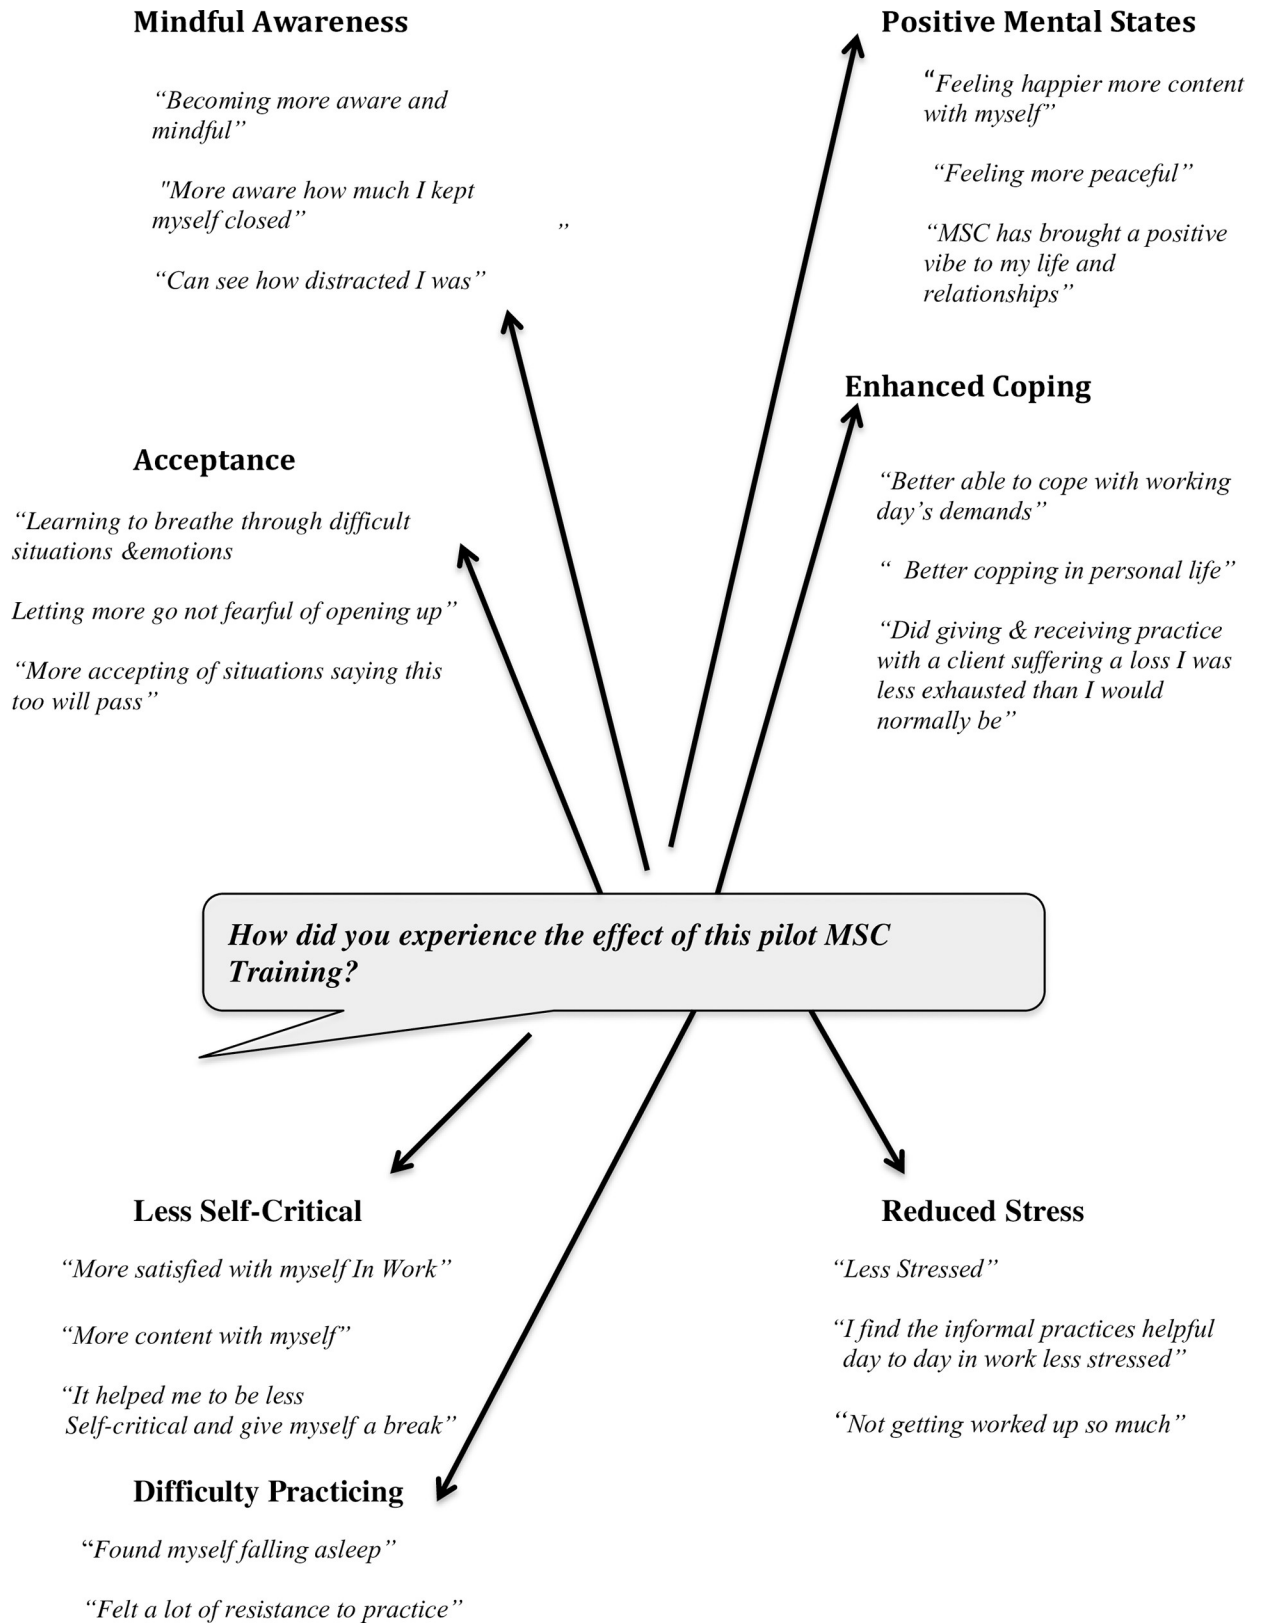 Mindful Awareness
“Becoming more aware and
mindful”
"More aware how much I kept
myself closed”
”
“Can see how distracted I was”
Positive Mental States
“Feeling happier more content
with myself”
“Feeling more peaceful”
“MSC has brought a positive
vibe to my life and
relationships”
Enhanced Coping
“Better able to cope with working
day’s demands”
“ Better copping in personal life”
“Did giving & receiving practice
with a client suffering a loss I was
less exhausted than I would
normally be”
Acceptance
“Learning to breathe through difficult
situations &emotions
Letting more go not fearful of opening up”
“More accepting of situations saying this
too will pass”
How did you experience the effect of this pilot MSC
Training?
Less Self-Critical
“More satisfied with myself In Work”
“More content with myself”
“It helped me to be less
Self-critical and give myself a break”
Reduced Stress
“Less Stressed”
“I find the informal practices helpful
day to day in work less stressed”
“Not getting worked up so much”
Difficulty Practicing
“Found myself falling asleep”
“Felt a lot of resistance to practice”